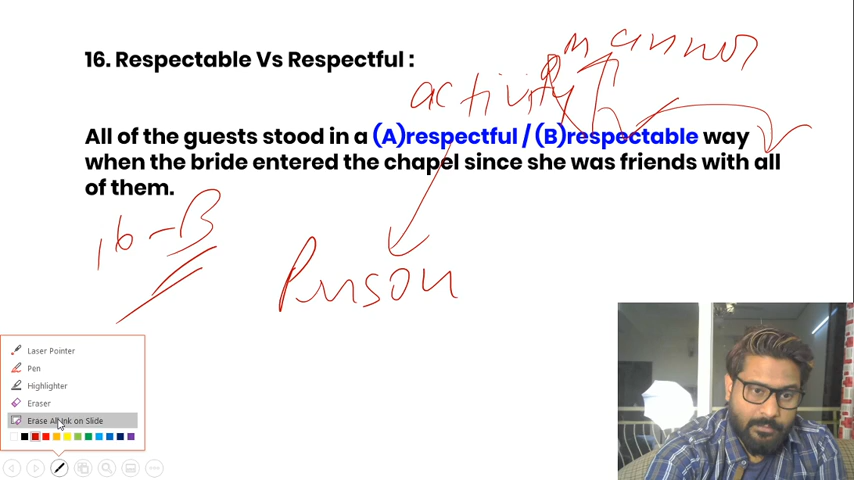 16. Respectable Vs Respectful :
manner
activity
All of the guests stood in a (A)respectful / (B)respectable way
when the bride entered the chapel since she was friends with all
of them.
16 - B
Person
Laser Pointer
Pen
Highlighter
Eraser
Erase All Ink on Slide